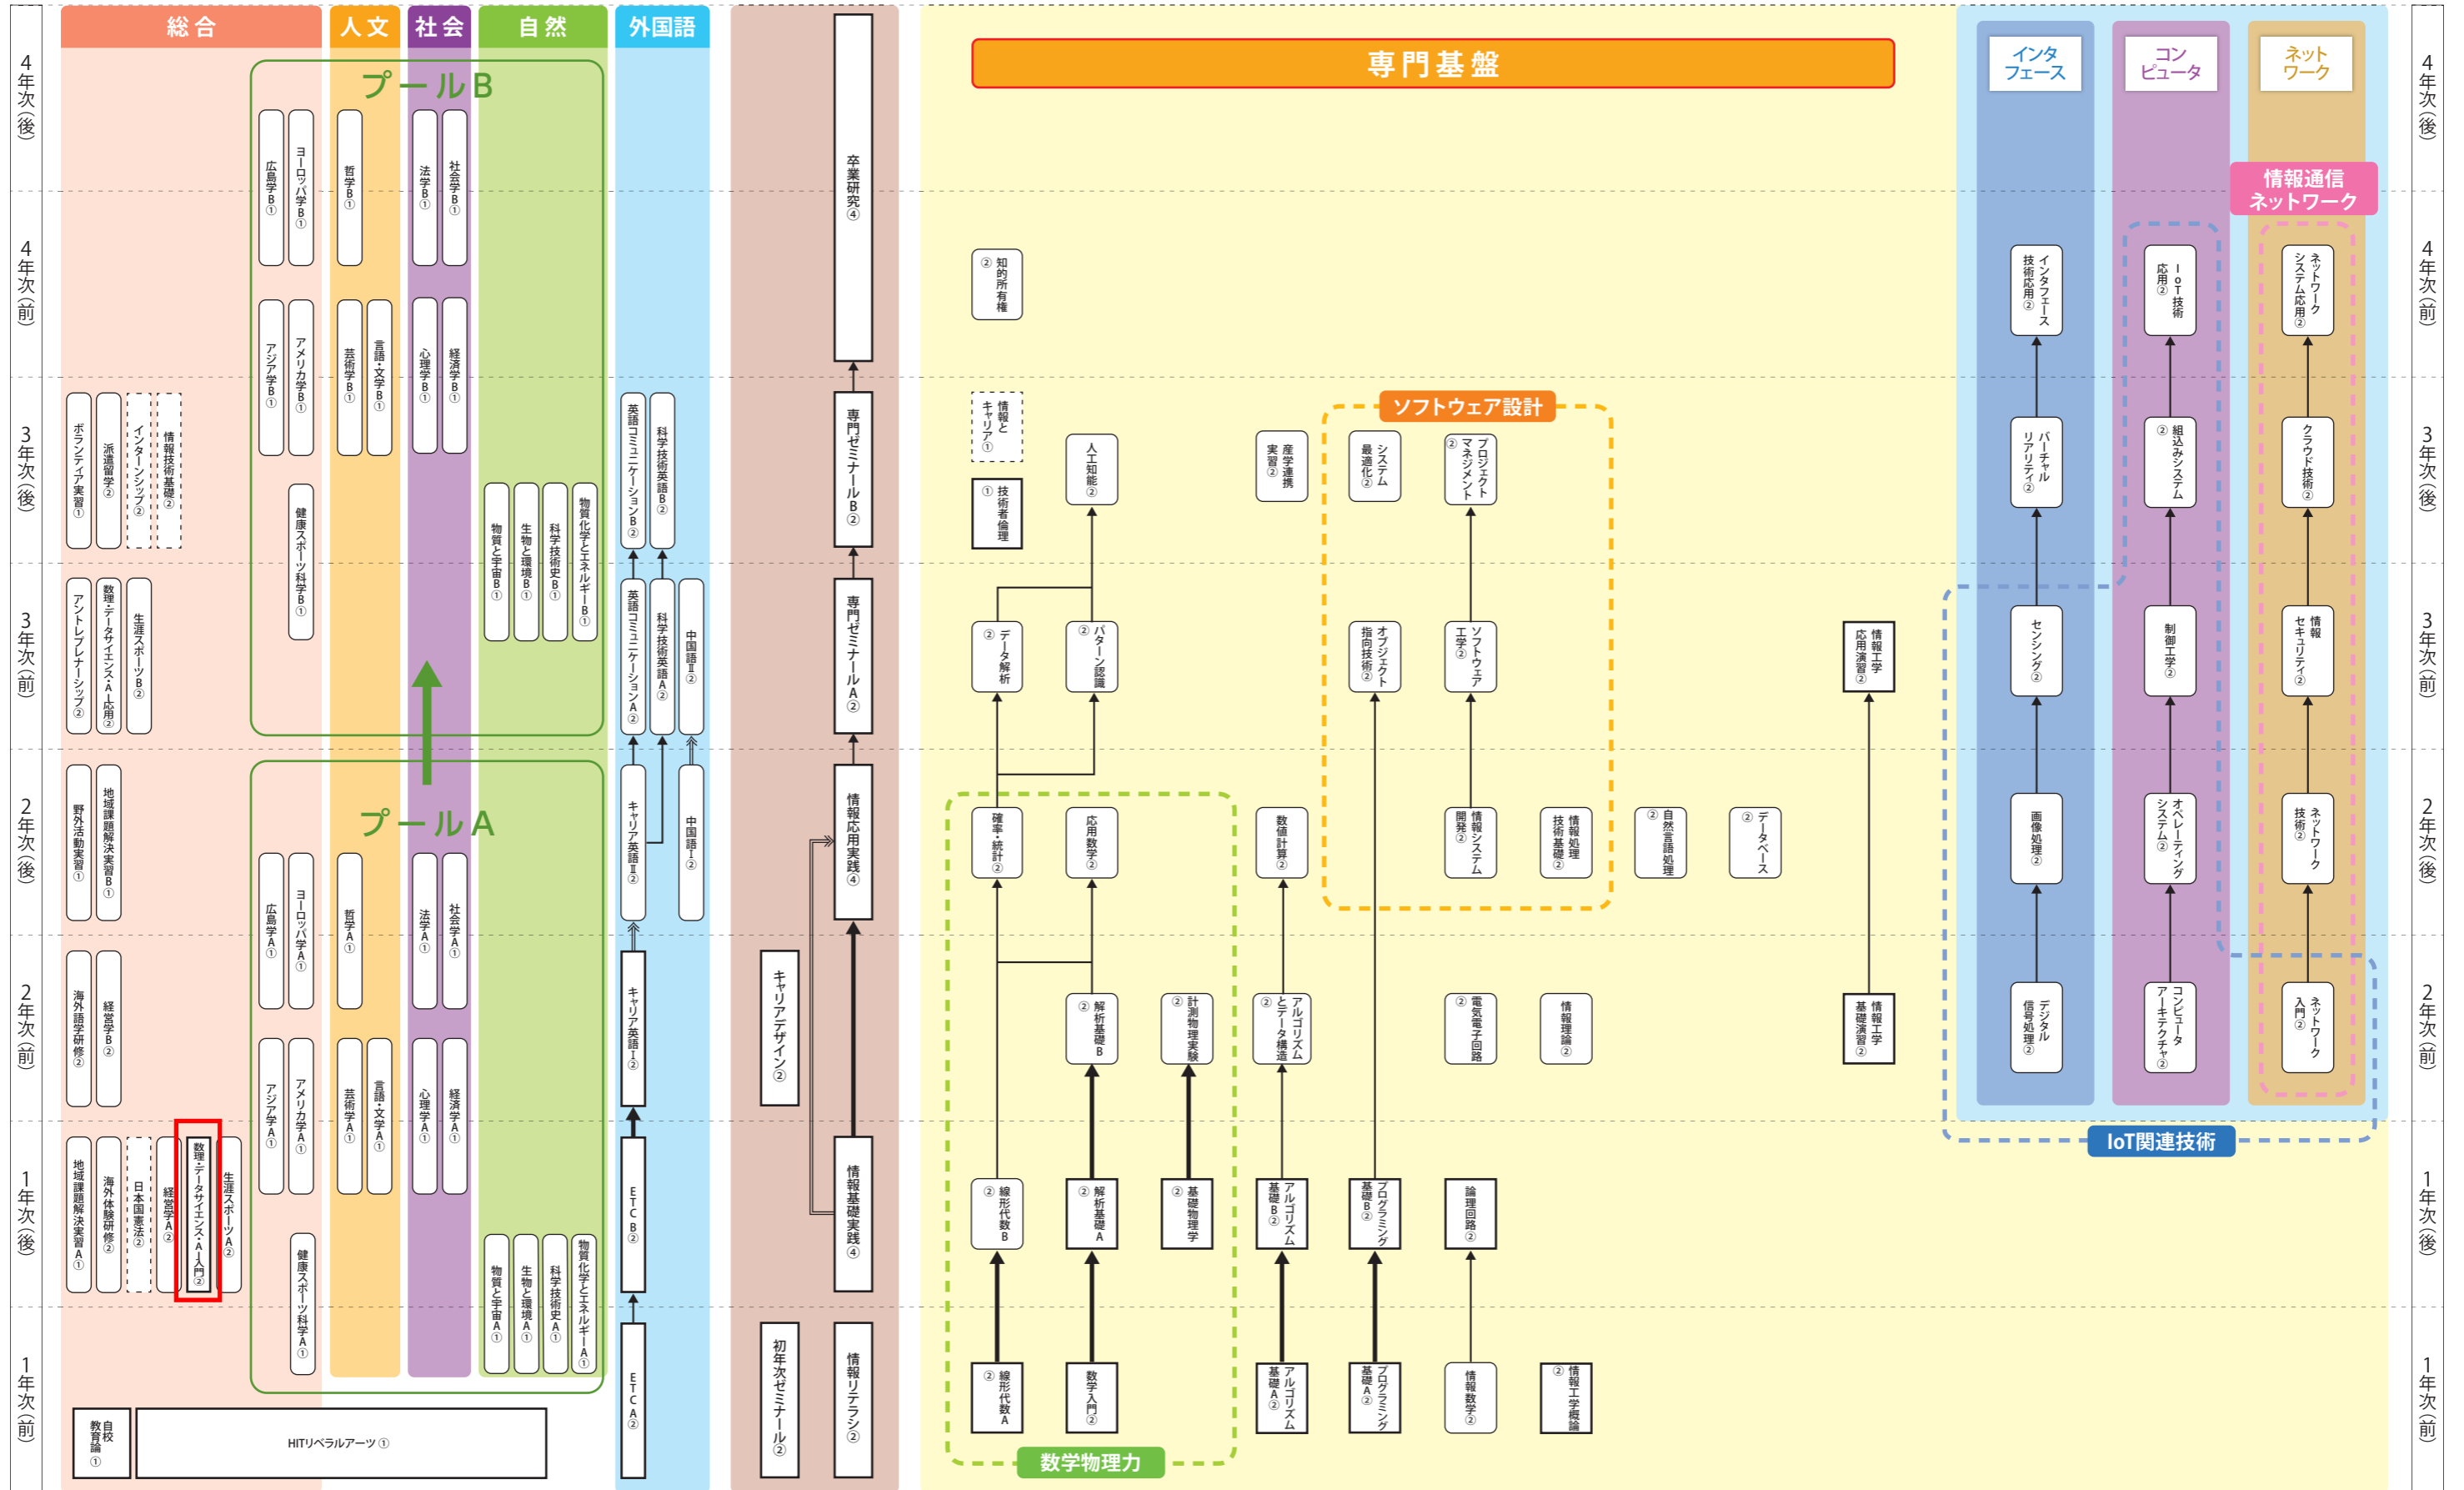 総合
人文
社会
自然
外国語
専門基盤
インタ
フェース
コン
ピュータ
ネット
ワーク
プールB
プールA
情報通信
ネットワーク
ソフトウェア設計
IoT関連技術
数学物理力
4年次(後)
広島学B①
ヨーロッパ学B①
哲学B①
法学B①
社会学B①
卒業研究④
4年次(後)
4年次(前)
アジア学B①
アメリカ学B①
芸術学B①
言語・文学B①
心理学B①
経済学B①
知的所有権
②
インタフェース
技術応用②
IoT技術
応用②
ネットワーク
システム応用②
4年次(前)
3年次(後)
ボランティア実習①
派遣留学②
インターンシップ②
情報技術基礎②
健康スポーツ科学B①
物質と宇宙B①
生物と環境B①
科学技術史B①
物質化学とエネルギーB①
英語コミュニケーションB②
科学技術英語B②
専門ゼミナールB②
情報と
キャリア①
技術者倫理
①
人工知能②
産学連携
実習②
システム
最適化②
プロジェクト
マネジメント
②
バーチャル
リアリティ②
組込みシステム
②
クラウド技術②
3年次(後)
3年次(前)
アントレプレナーシップ②
数理・データサイエンス・AI応用②
生涯スポーツB②
英語コミュニケーションA②
科学技術英語A②
中国語Ⅱ②
専門ゼミナールA②
データ解析
②
パターン認識
②
オブジェクト
指向技術②
ソフトウェア
工学②
情報工学
応用演習②
センシング②
制御工学②
情報
セキュリティ②
3年次(前)
2年次(後)
野外活動実習①
地域課題解決実習B①
広島学A①
ヨーロッパ学A①
哲学A①
法学A①
社会学A①
キャリア英語Ⅱ②
中国語Ⅰ②
情報応用実践④
確率・統計②
応用数学②
数値計算②
情報システム
開発②
情報処理
技術基礎②
自然言語処理
②
データベース
②
画像処理②
オペレーティング
システム②
ネットワーク
技術②
2年次(後)
2年次(前)
海外語学研修②
経営学B②
アジア学A①
アメリカ学A①
芸術学A①
言語・文学A①
心理学A①
経済学A①
キャリア英語Ⅰ②
キャリアデザイン②
解析基礎B
②
計測物理実験
②
アルゴリズム
とデータ構造
②
電気電子回路
②
情報理論②
情報工学
基礎演習②
デジタル
信号処理②
コンピュータ
アーキテクチャ②
ネットワーク
入門②
2年次(前)
1年次(後)
地域課題解決実習A①
海外体験研修②
日本国憲法②
経営学A②
数理・データサイエンス・AI入門②
生涯スポーツA②
健康スポーツ科学A①
物質と宇宙A①
生物と環境A①
科学技術史A①
物質化学とエネルギーA①
ETC B②
情報基礎実践④
線形代数B
②
解析基礎A
②
基礎物理学
②
アルゴリズム
基礎B②
プログラミング
基礎B②
論理回路②
1年次(後)
1年次(前)
自校
教育論①
HITリベラルアーツ①
ETC A②
初年次ゼミナール②
情報リテラシ②
線形代数A
②
数学入門②
アルゴリズム
基礎A②
プログラミング
基礎A②
情報数学②
情報工学概論
②
1年次(前)